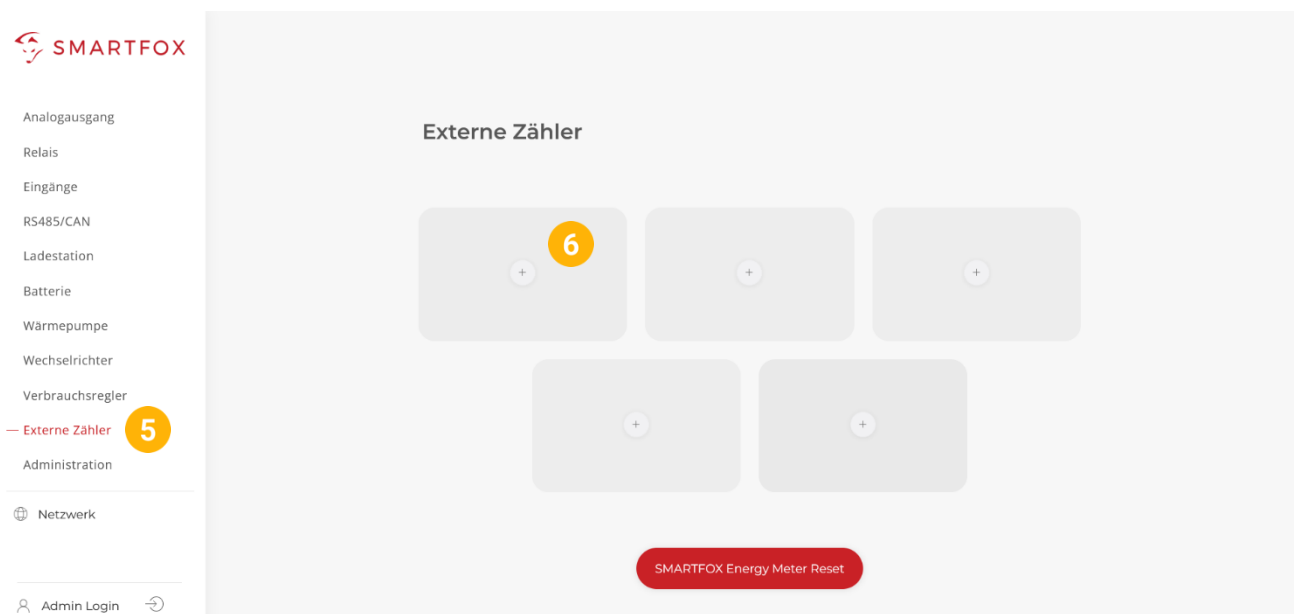 SMARTFOX
Analogausgang
Relais
Eingänge
RS485/CAN
Ladestation
Batterie
Wärmepumpe
Wechselrichter
Verbrauchsregler
Externe Zähler
5
Administration
Netzwerk
Admin Login
Externe Zähler
6
+
+
+
+
+
SMARTFOX Energy Meter Reset